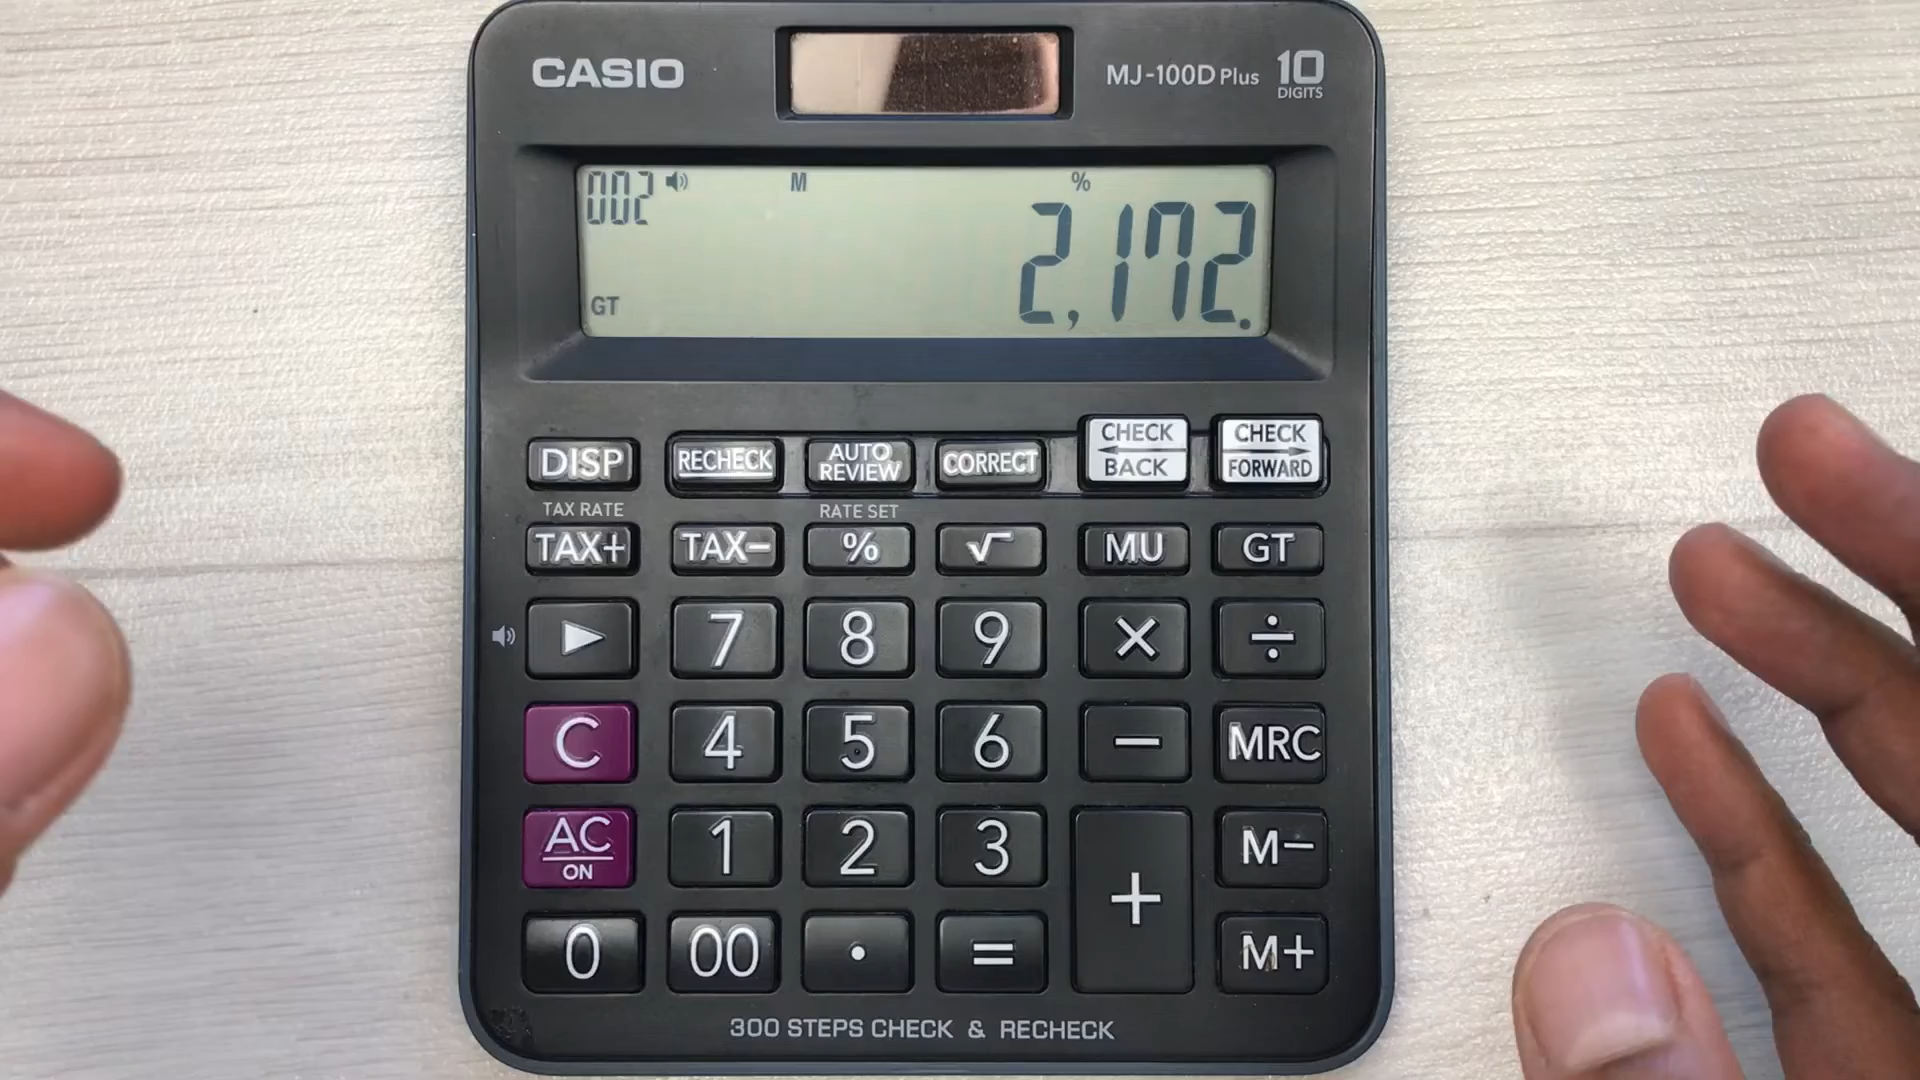 CASIO
MJ-100D Plus
10
DIGITS
002 M %
2,172.
GT
DISP
RECHECK
AUTO REVIEW
CORRECT
CHECK BACK
CHECK FORWARD
TAX RATE
RATE SET
TAX+ TAX− % √ MU GT
▶ 7 8 9 × ÷
C 4 5 6 − MRC
AC ON 1 2 3 + M−
0 00 · = M+
300 STEPS CHECK & RECHECK